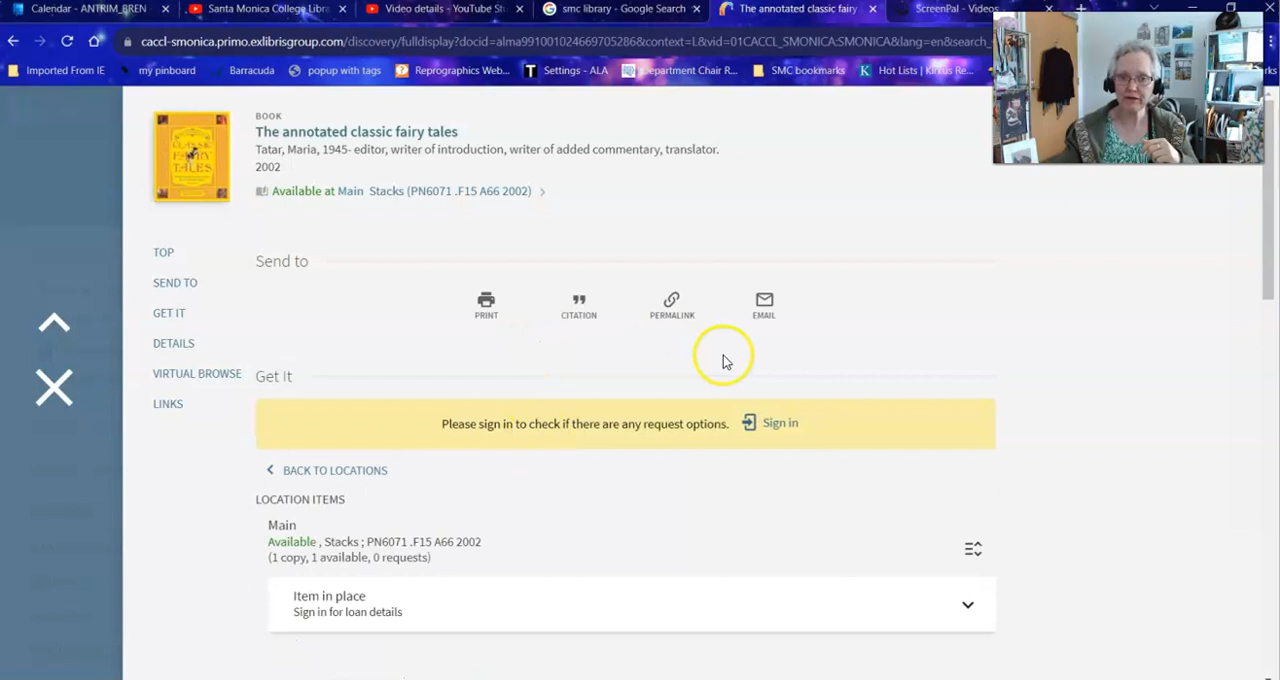 Calendar - ANTRIM_BREN
Santa Monica College Libra
Video details - YouTube St
smc library - Google Search
The annotated classic fairy
ScreenPal - Videos
caccl-smonica.primo.exlibrisgroup.com/discovery/fulldisplay?docid=alma991001024669705286&context=L&vid=01CACCL_SMONICA:SMONICA&lang=en&search_
Imported From IE
my pinboard
Barracuda
popup with tags
Reprographics Web...
Settings - ALA
Department Chair R...
SMC bookmarks
Hot Lists | Kirkus Re...
BOOK
The annotated classic fairy tales
Tatar, Maria, 1945- editor, writer of introduction, writer of added commentary, translator.
2002
Available at Main Stacks (PN6071 .F15 A66 2002)
CLASSIC
FAIRY
TALES
TOP
SEND TO
GET IT
DETAILS
VIRTUAL BROWSE
LINKS
Send to
PRINT
CITATION
PERMALINK
EMAIL
Get It
Please sign in to check if there are any request options.
Sign in
BACK TO LOCATIONS
LOCATION ITEMS
Main
Available , Stacks ; PN6071 .F15 A66 2002
(1 copy, 1 available, 0 requests)
Item in place
Sign in for loan details